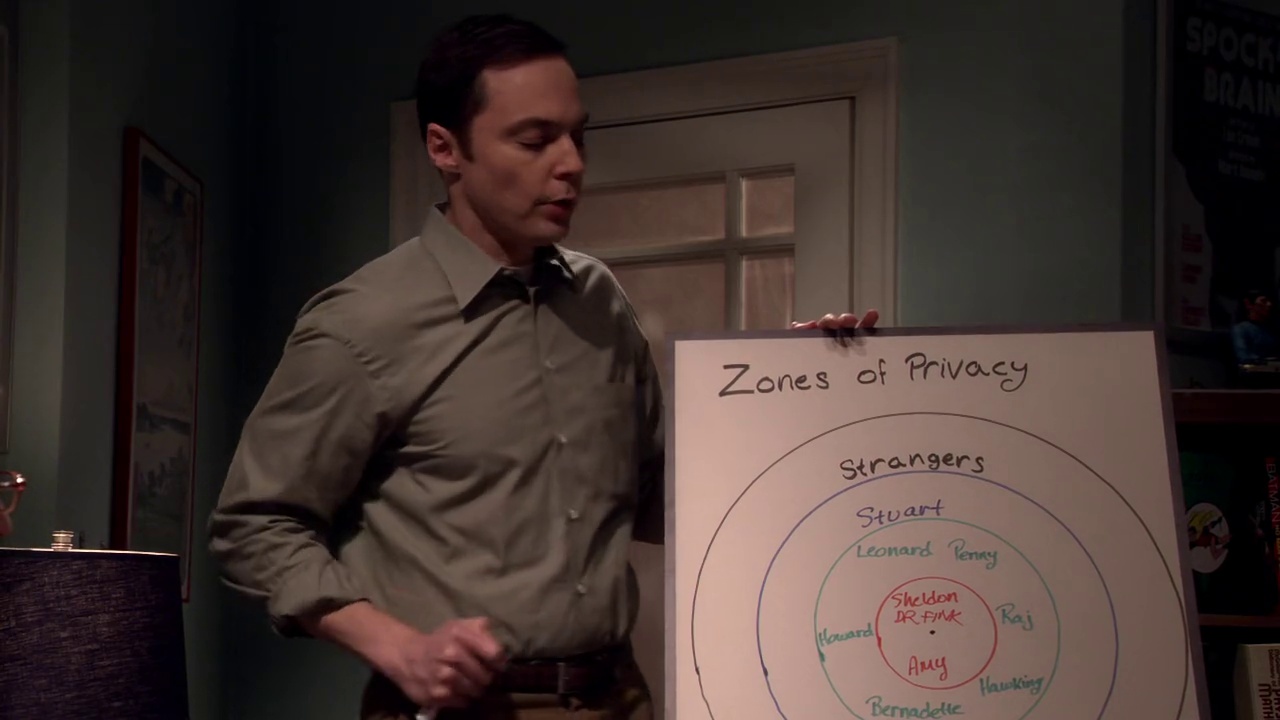 SPOCK'S
BRAIN
Zones of Privacy
Strangers
Stuart
Leonard Penny
Sheldon
DR FINK
Howard
Raj
Amy
Hawking
Bernadette